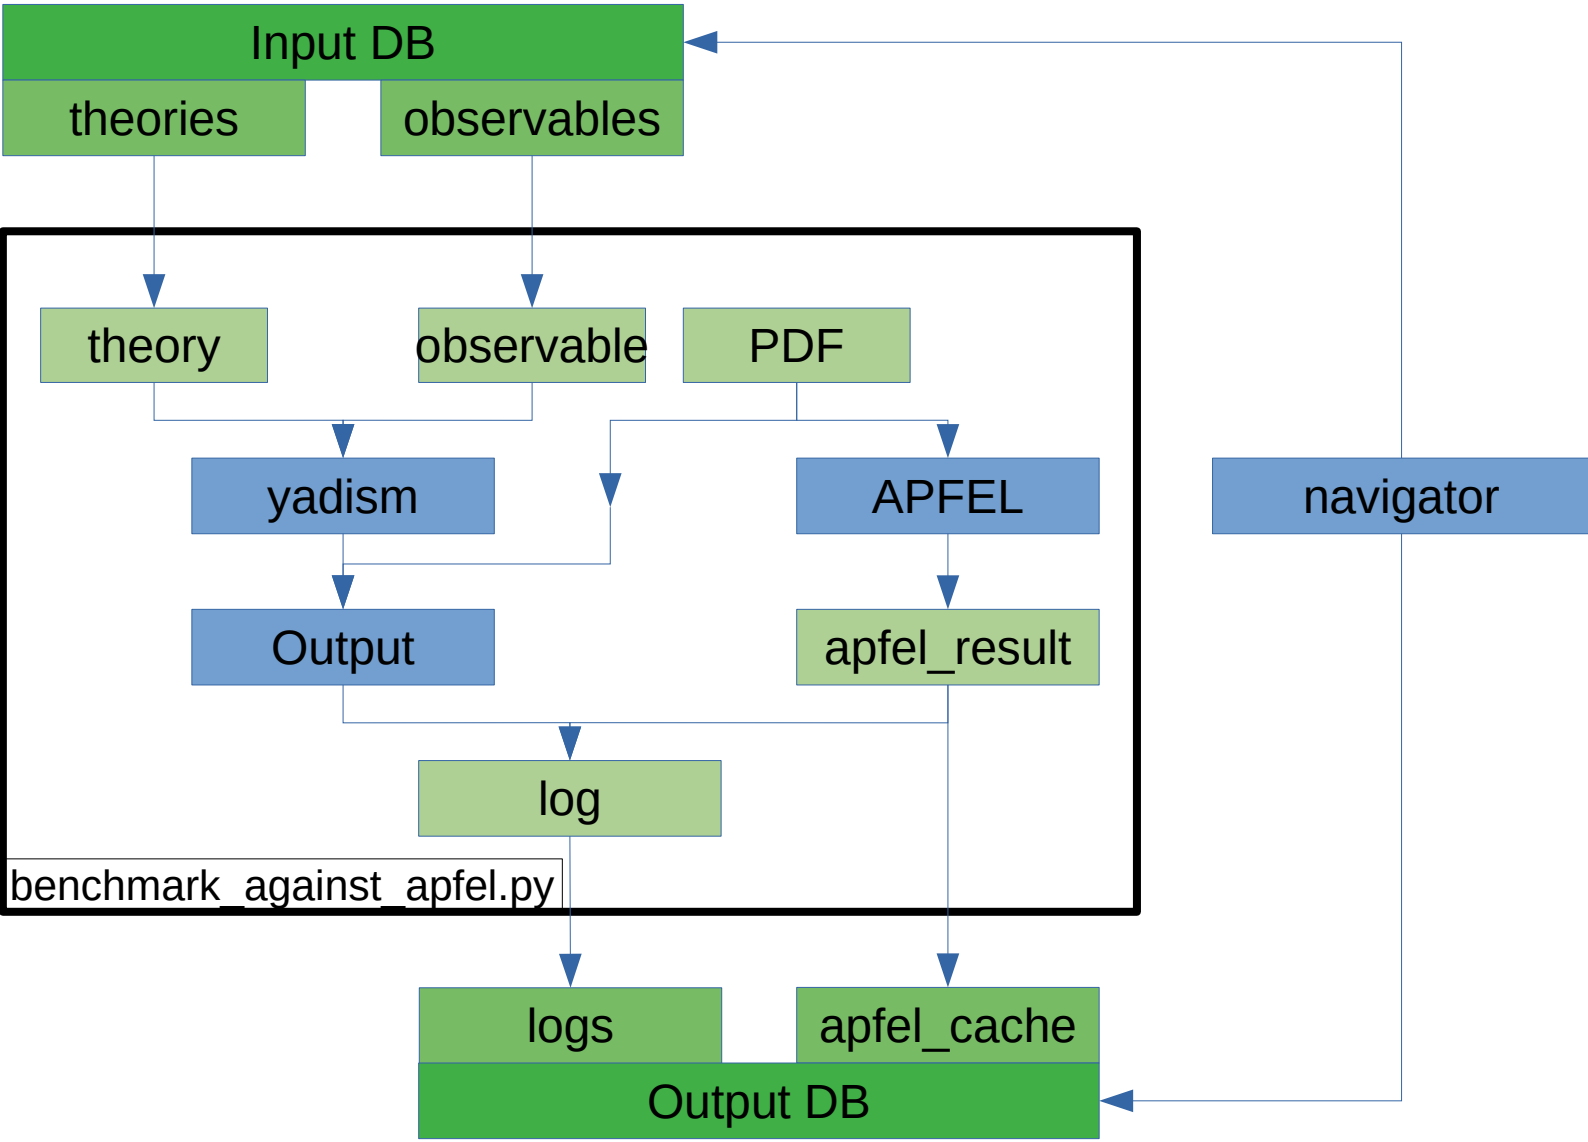 Input DB
theories
observables
theory
observable
PDF
yadism
APFEL
navigator
Output
apfel_result
log
benchmark_against_apfel.py
logs
apfel_cache
Output DB